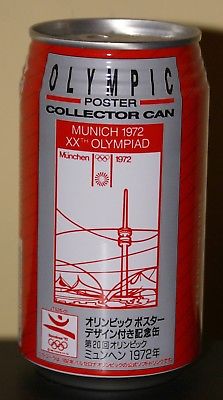 OLYMPIC
POSTER
COLLECTOR CAN
MUNICH 1972
XXTH OLYMPIAD
München 1972
オリンピック ポスター
デザイン付き記念缶
第20回オリンピック
ミュンヘン 1972年